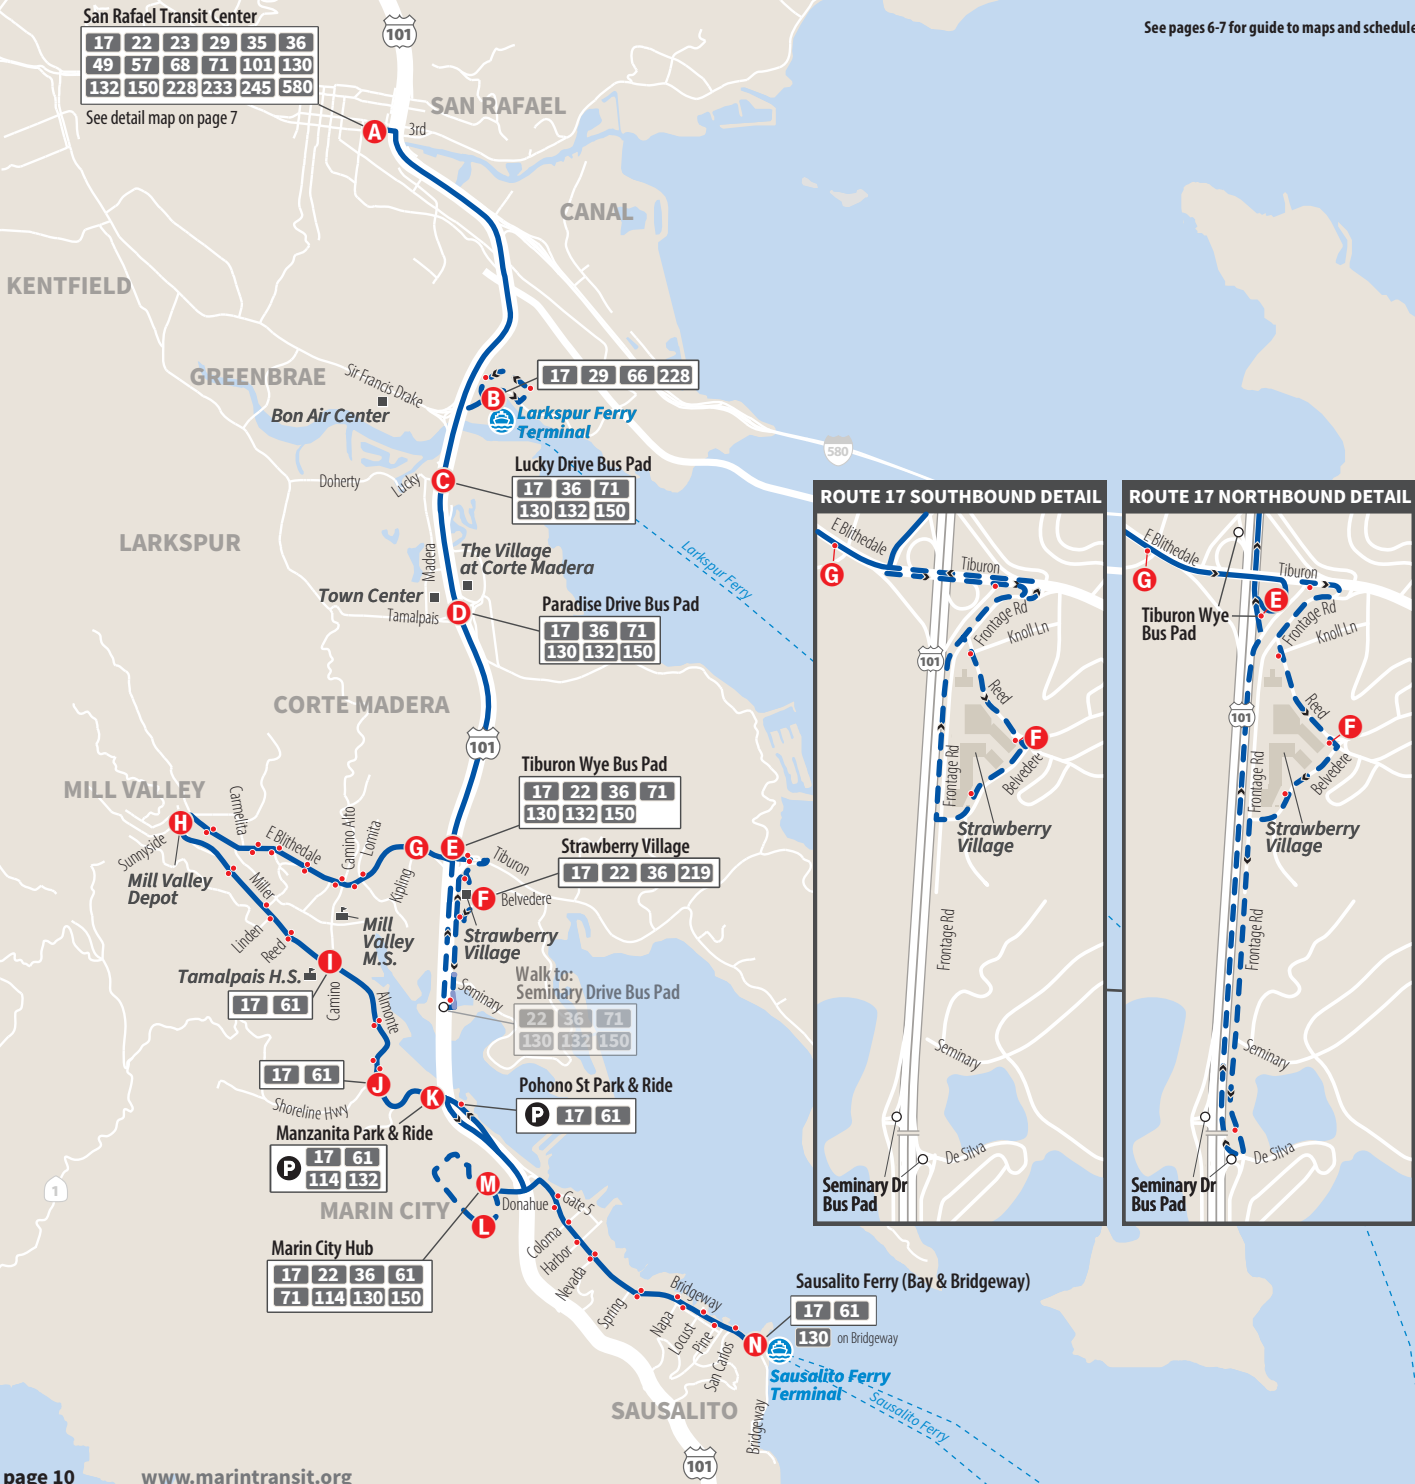 San Rafael Transit Center
17 22 23 29 35 36
49 57 68 71 101 130
132 150 228 233 245 580
See detail map on page 7
101
See pages 6-7 for guide to maps and schedule
SAN RAFAEL
A
3rd
CANAL
KENTFIELD
GREENBRAE
Sir Francis Drake
Bon Air Center
17 29 66 228
B
Larkspur Ferry
Terminal
580
Lucky Drive Bus Pad
17 36 71
130 132 150
C
Doherty
Lucky
Larkspur Ferry
LARKSPUR
Madera
The Village
at Corte Madera
Town Center
Tamalpais
D
Paradise Drive Bus Pad
17 36 71
130 132 150
CORTE MADERA
101
Tiburon Wye Bus Pad
17 22 36 71
130 132 150
MILL VALLEY
H
Carmelita
E Blithedale
Camino Alto
Lomita
G
E
Tiburon
Strawberry Village
17 22 36 219
Sunnyside
Mill Valley
Depot
Miller
Kipling
F
Belvedere
Linden
Reed
Mill
Valley
M.S.
Strawberry
Village
Tamalpais H.S.
I
17 61
Camino
Almonte
Walk to:
Seminary Drive Bus Pad
22 36 71
130 132 150
Seminary
17 61
J
K
Shoreline Hwy
Pohono St Park & Ride
P 17 61
Manzanita Park & Ride
P
17 61
114 132
1
MARIN CITY
M
L
Donahue
Gate 5
Coloma
Harbor
Nevada
Marin City Hub
17 22 36 61
71 114 130 150
Spring
Bridgeway
Napa
Locust
Pine
San Carlos
N
Sausalito Ferry (Bay & Bridgeway)
17 61
130 on Bridgeway
Sausalito Ferry
Terminal
Sausalito Ferry
SAUSALITO
Bridgeway
101
ROUTE 17 SOUTHBOUND DETAIL
E Blithedale
G
Tiburon
Frontage Rd
Knoll Ln
101
Reed
F
Frontage Rd
Belvedere
Strawberry
Village
Frontage Rd
Seminary
De Silva
Seminary Dr
Bus Pad
ROUTE 17 NORTHBOUND DETAIL
E Blithedale
G
Tiburon
E
Tiburon Wye
Bus Pad
Frontage Rd
Knoll Ln
101
Reed
F
Frontage Rd
Belvedere
Strawberry
Village
Frontage Rd
Seminary
De Silva
Seminary Dr
Bus Pad
page 10
www.marintransit.org